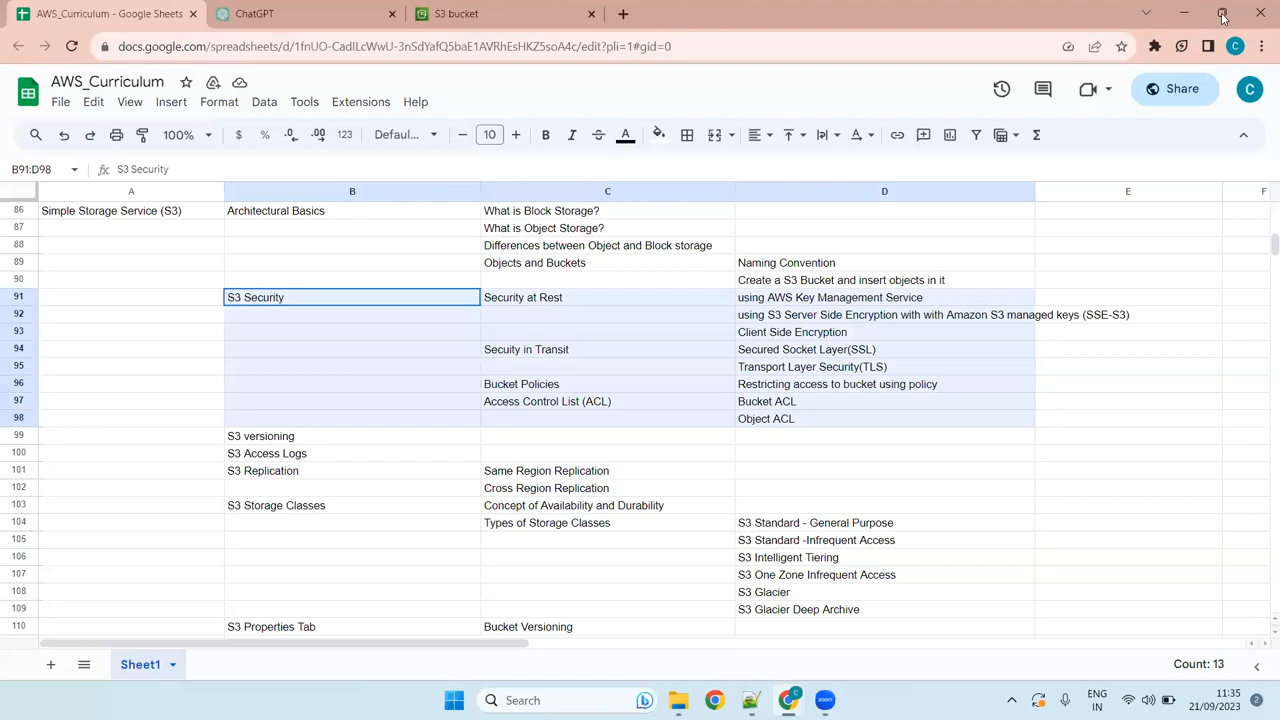 AWS_Curriculum - Google Sheets
ChatGPT
S3 bucket
docs.google.com/spreadsheets/d/1fnUO-CadILcWwU-3nSdYafQ5baE1AVRhEsHKZ5soA4c/edit?pli=1#gid=0
C
AWS_Curriculum
Share
C
File Edit View Insert Format Data Tools Extensions Help
100% $ % .0 .00 123 Defaul... 10 B I S A
B91:D98 fx S3 Security
A B C D E F
86 Simple Storage Service (S3) Architectural Basics What is Block Storage?
87 What is Object Storage?
88 Differences between Object and Block storage
89 Objects and Buckets Naming Convention
90 Create a S3 Bucket and insert objects in it
91 S3 Security Security at Rest using AWS Key Management Service
92 using S3 Server Side Encryption with with Amazon S3 managed keys (SSE-S3)
93 Client Side Encryption
94 Secuity in Transit Secured Socket Layer(SSL)
95 Transport Layer Security(TLS)
96 Bucket Policies Restricting access to bucket using policy
97 Access Control List (ACL) Bucket ACL
98 Object ACL
99 S3 versioning
100 S3 Access Logs
101 S3 Replication Same Region Replication
102 Cross Region Replication
103 S3 Storage Classes Concept of Availability and Durability
104 Types of Storage Classes S3 Standard - General Purpose
105 S3 Standard -Infrequent Access
106 S3 Intelligent Tiering
107 S3 One Zone Infrequent Access
108 S3 Glacier
109 S3 Glacier Deep Archive
110 S3 Properties Tab Bucket Versioning
Sheet1 Count: 13
Search
ENG
IN
11:35
21/09/2023
2